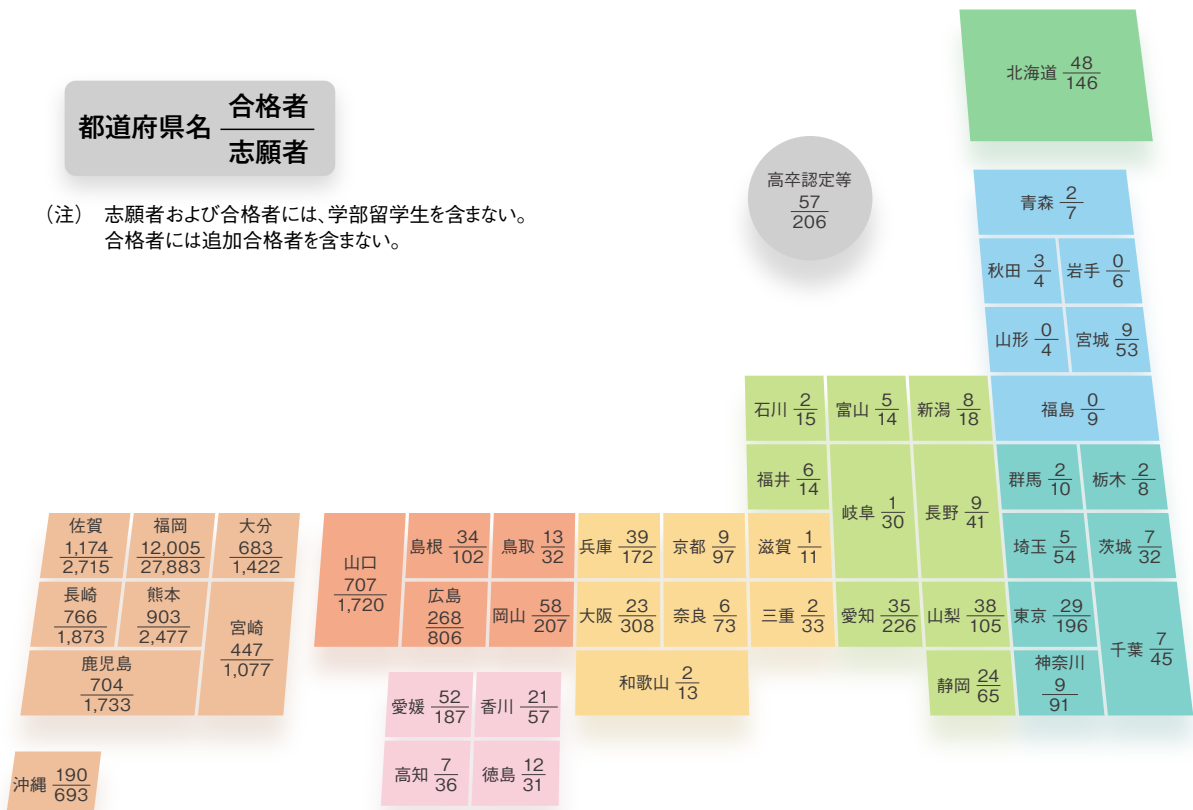 都道府県名 合格者
志願者
（注） 志願者および合格者には、学部留学生を含まない。
合格者には追加合格者を含まない。
北海道 48
146
高卒認定等
57
206
青森 2
7
秋田 3
4
岩手 0
6
山形 0
4
宮城 9
53
福島 0
9
石川 2
15
富山 5
14
新潟 8
18
福井 6
14
岐阜 1
30
長野 9
41
群馬 2
10
栃木 2
8
埼玉 5
54
茨城 7
32
東京 29
196
千葉 7
45
神奈川
9
91
愛知 35
226
山梨 38
105
静岡 24
65
兵庫 39
172
京都 9
97
滋賀 1
11
大阪 23
308
奈良 6
73
三重 2
33
和歌山 2
13
山口
707
1,720
島根 34
102
鳥取 13
32
広島
268
806
岡山 58
207
愛媛 52
187
香川 21
57
高知 7
36
徳島 12
31
佐賀
1,174
2,715
福岡
12,005
27,883
大分
683
1,422
長崎
766
1,873
熊本
903
2,477
宮崎
447
1,077
鹿児島
704
1,733
沖縄 190
693